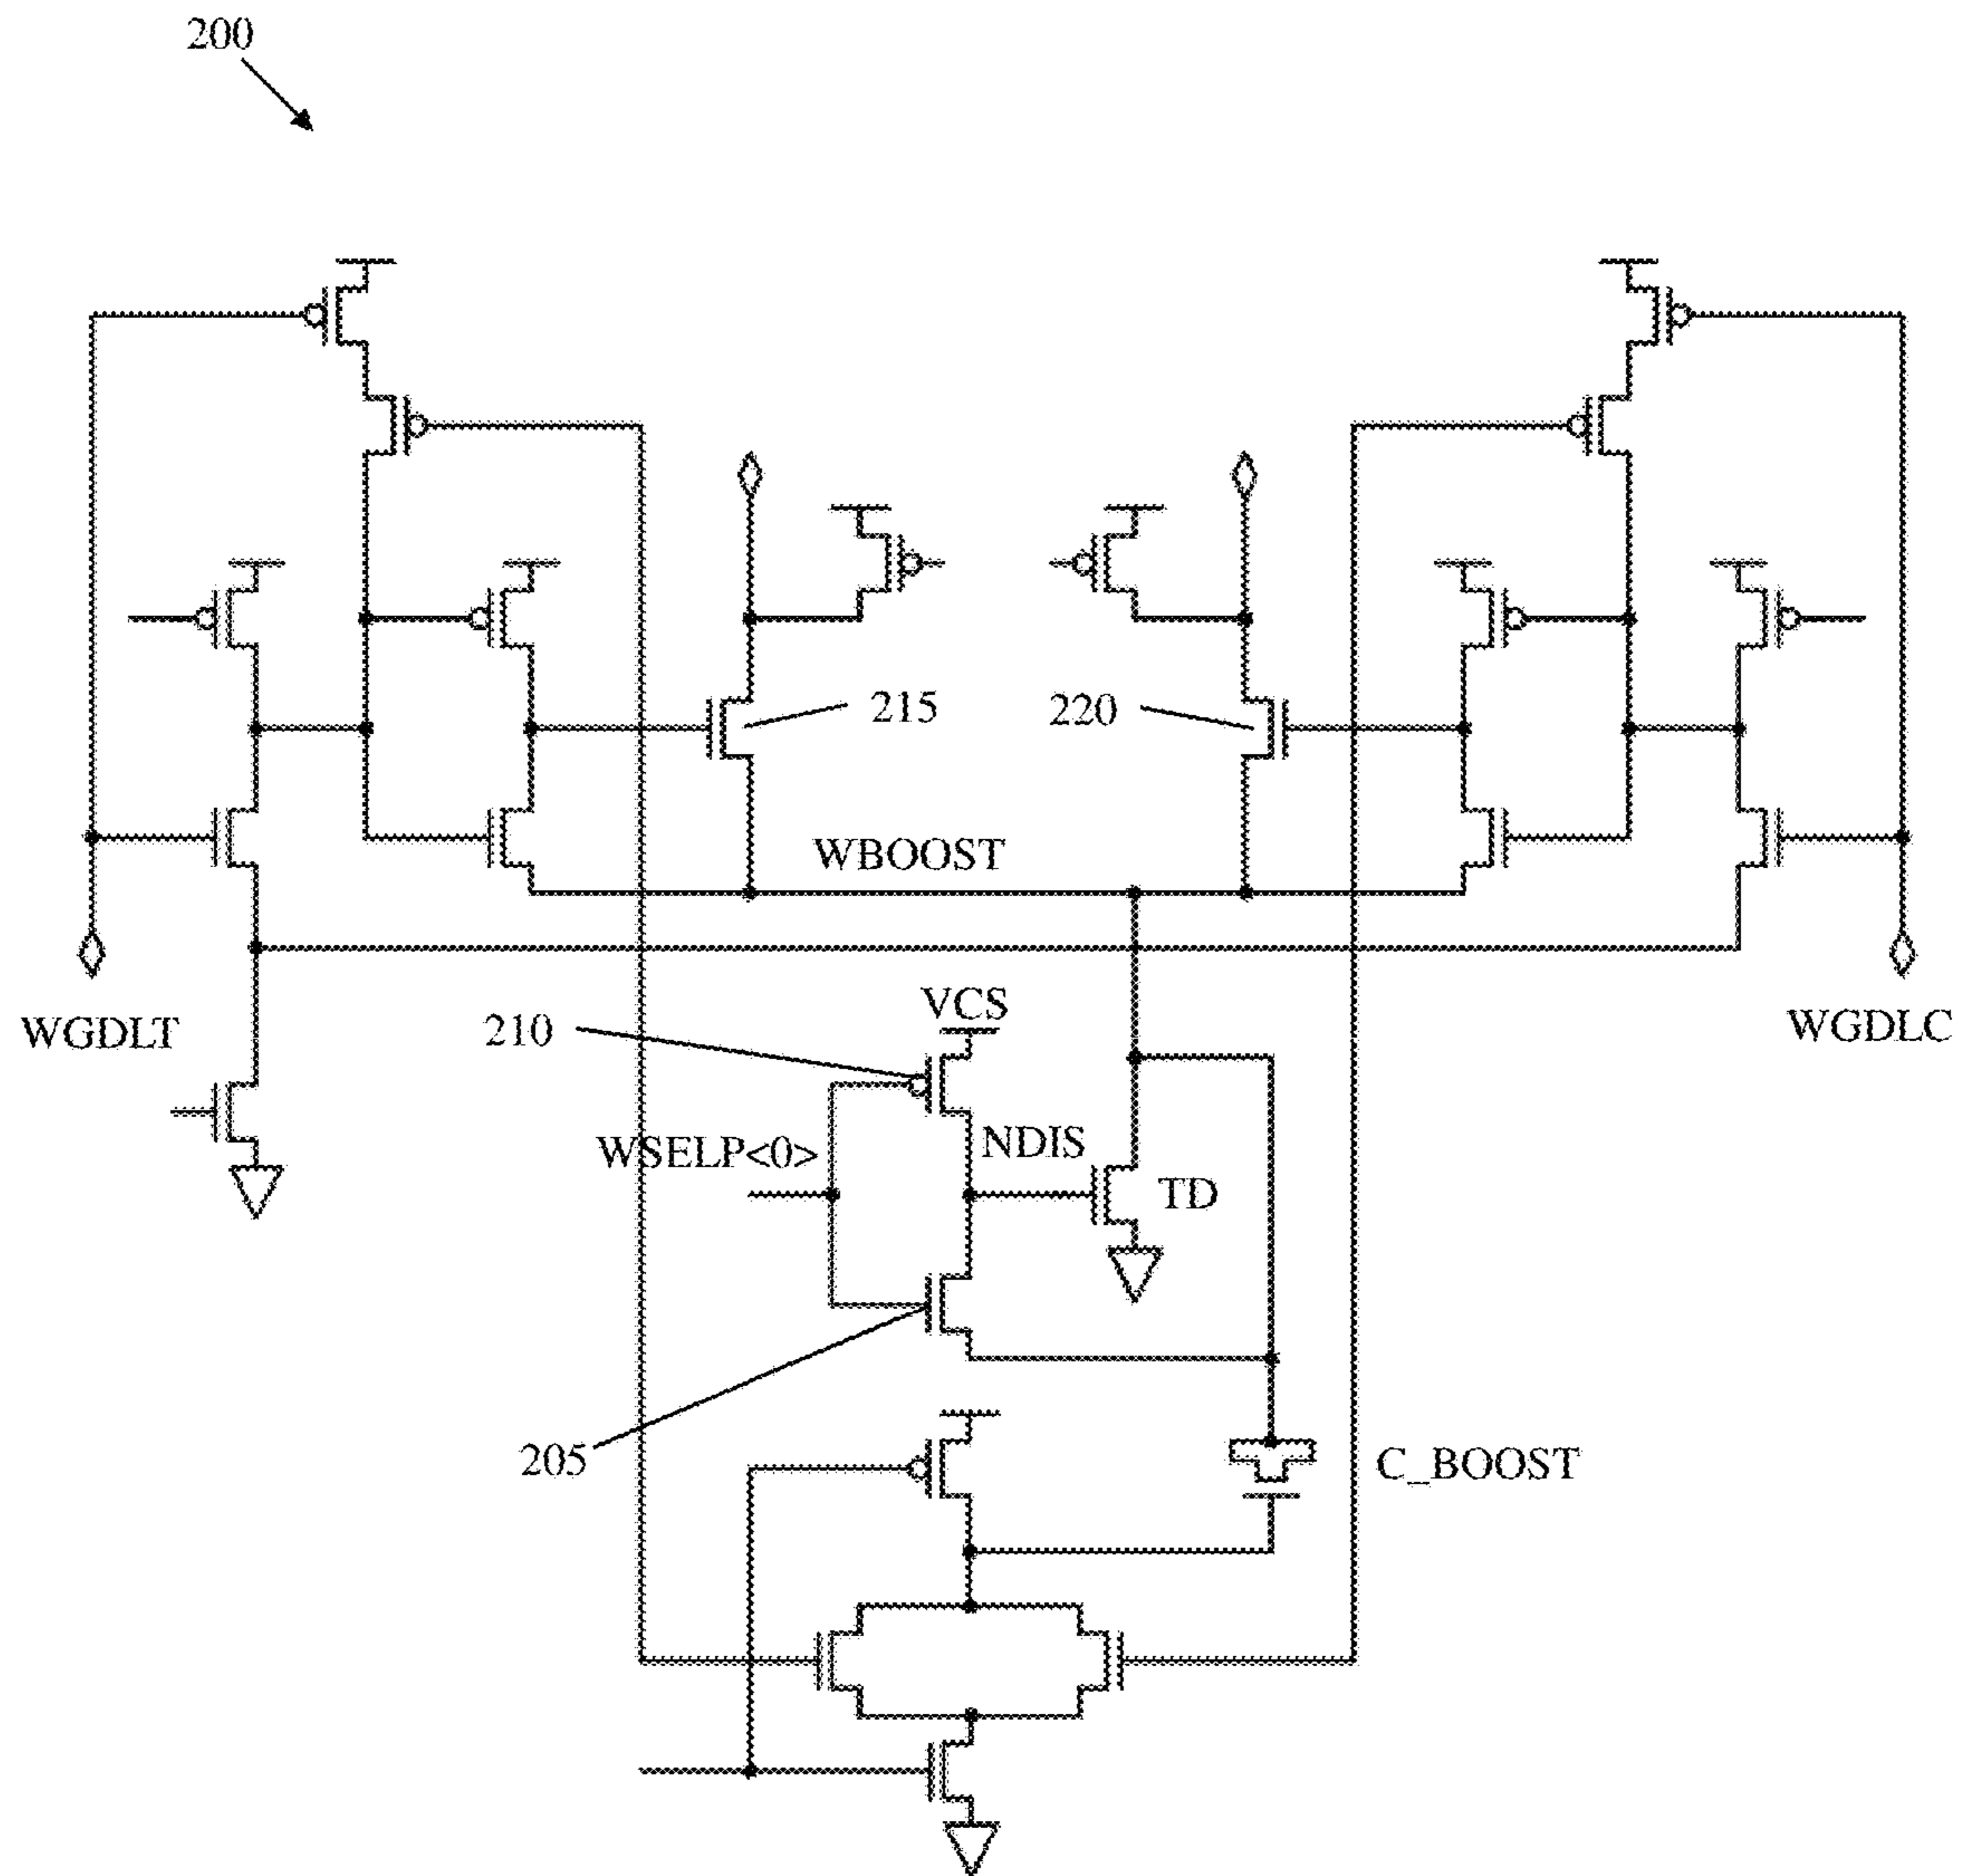 200
215
220
WBOOST
WGDLT
VCS
210
WGDLC
WSELP<0>
NDIS
TD
205
C_BOOST